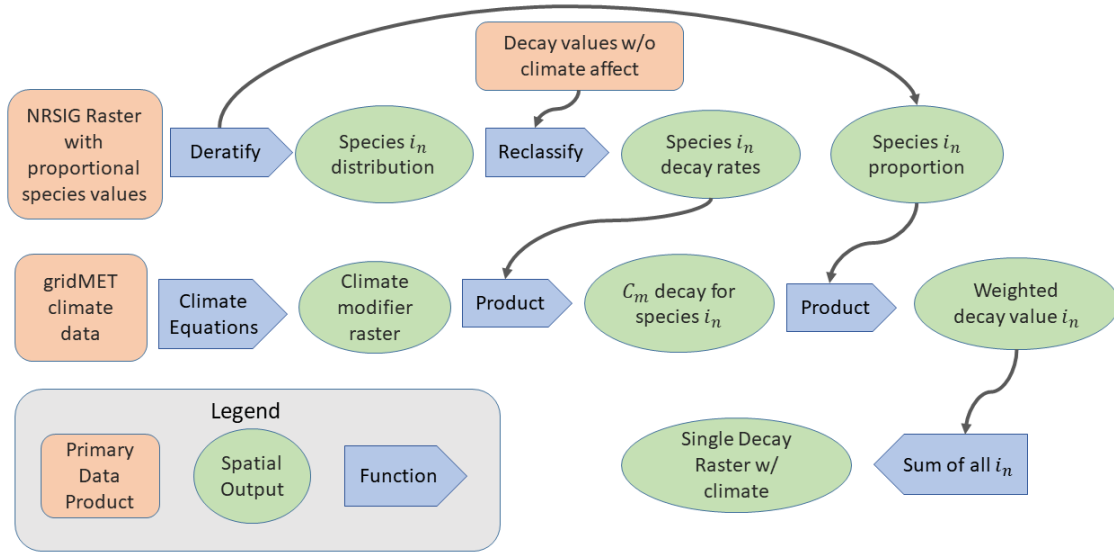 Decay values w/o
climate affect
NRSIG Raster
with
proportional
species values
Deratify
Species iₙ
distribution
Reclassify
Species iₙ
decay rates
Species iₙ
proportion
gridMET
climate
data
Climate
Equations
Climate
modifier
raster
Product
Cₘ decay for
species iₙ
Product
Weighted
decay value iₙ
Legend
Primary
Data
Product
Spatial
Output
Function
Single Decay
Raster w/
climate
Sum of all iₙ